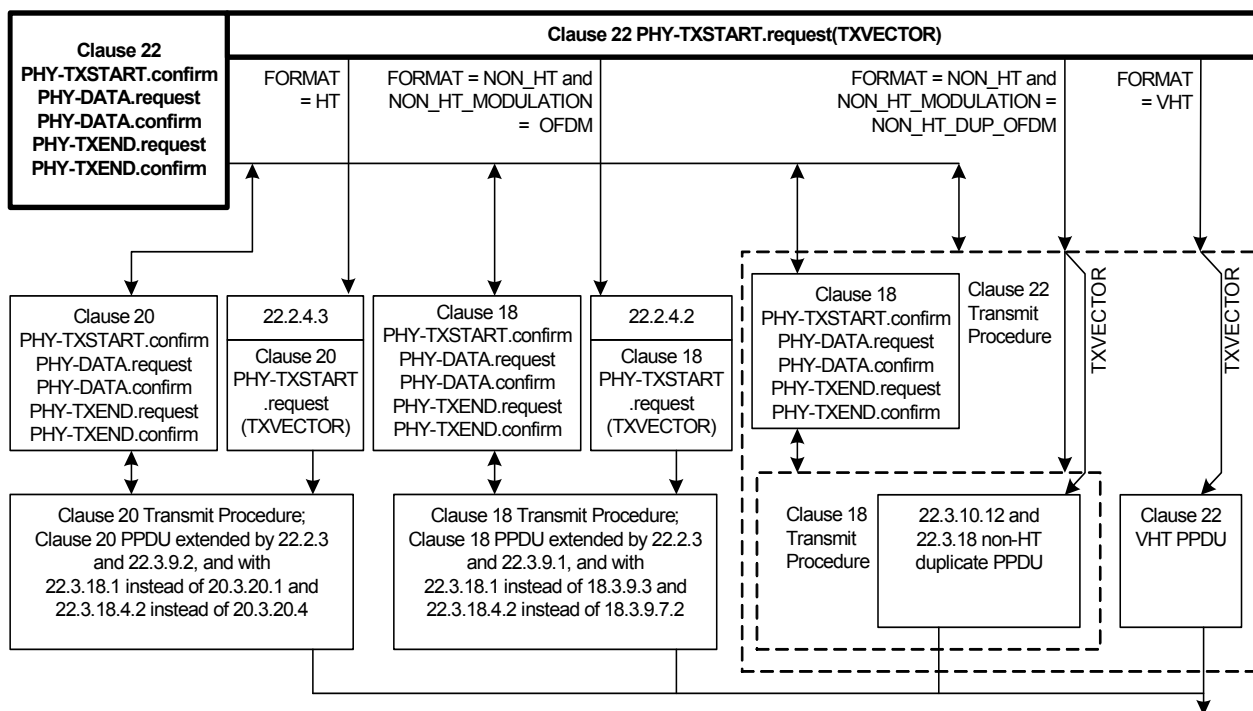 Clause 22
PHY-TXSTART.confirm
PHY-DATA.request
PHY-DATA.confirm
PHY-TXEND.request
PHY-TXEND.confirm
Clause 22 PHY-TXSTART.request(TXVECTOR)
FORMAT
= HT
FORMAT = NON_HT and
NON_HT_MODULATION
= OFDM
FORMAT = NON_HT and
NON_HT_MODULATION =
NON_HT_DUP_OFDM
FORMAT
= VHT
Clause 20
PHY-TXSTART.confirm
PHY-DATA.request
PHY-DATA.confirm
PHY-TXEND.request
PHY-TXEND.confirm
22.2.4.3
Clause 20
PHY-TXSTART
.request
(TXVECTOR)
Clause 18
PHY-TXSTART.confirm
PHY-DATA.request
PHY-DATA.confirm
PHY-TXEND.request
PHY-TXEND.confirm
22.2.4.2
Clause 18
PHY-TXSTART
.request
(TXVECTOR)
Clause 18
PHY-TXSTART.confirm
PHY-DATA.request
PHY-DATA.confirm
PHY-TXEND.request
PHY-TXEND.confirm
Clause 22
Transmit
Procedure
TXVECTOR
TXVECTOR
Clause 20 Transmit Procedure;
Clause 20 PPDU extended by 22.2.3
and 22.3.9.2, and with
22.3.18.1 instead of 20.3.20.1 and
22.3.18.4.2 instead of 20.3.20.4
Clause 18 Transmit Procedure;
Clause 18 PPDU extended by 22.2.3
and 22.3.9.1, and with
22.3.18.1 instead of 18.3.9.3 and
22.3.18.4.2 instead of 18.3.9.7.2
Clause 18
Transmit
Procedure
22.3.10.12 and
22.3.18 non-HT
duplicate PPDU
Clause 22
VHT PPDU